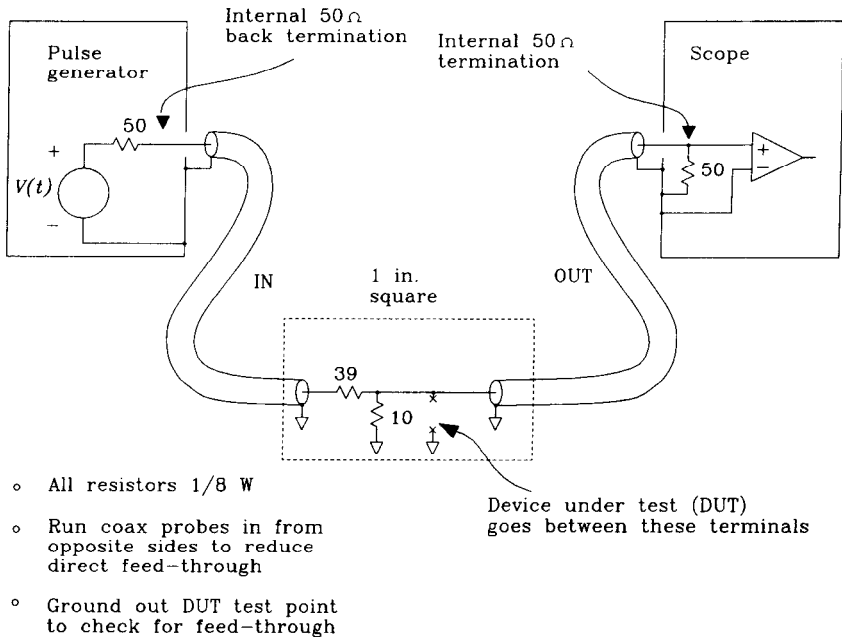 Internal 50Ω
back termination
Internal 50Ω
termination
Pulse
generator
Scope
50
+
V(t)
−
+
−
50
IN
OUT
1 in.
square
39
10
Device under test (DUT)
goes between these terminals
○ All resistors 1/8 W
○ Run coax probes in from
opposite sides to reduce
direct feed-through
○ Ground out DUT test point
to check for feed-through